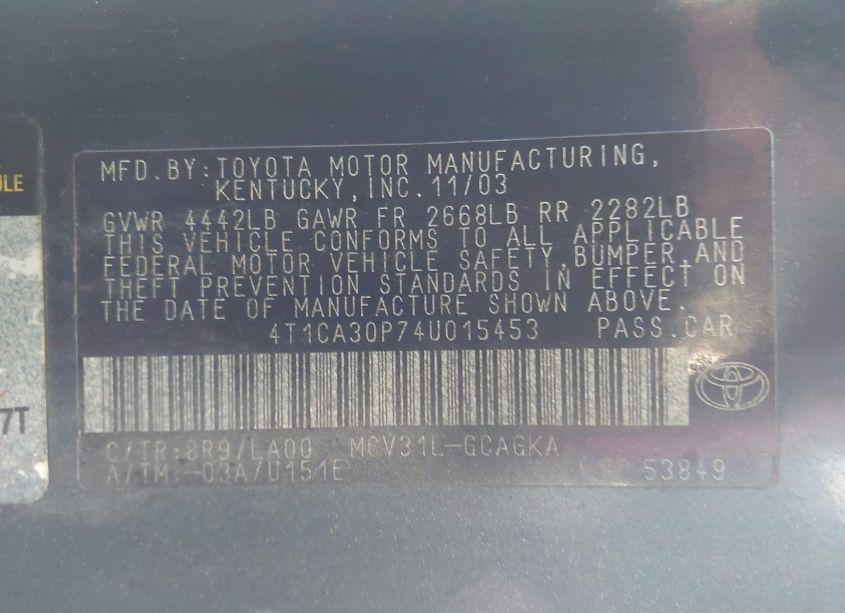 ULE
7T
MFD.BY:TOYOTA MOTOR MANUFACTURING,
KENTUCKY,INC.11/03
GVWR 4442LB GAWR FR 2668LB RR 2282LB
THIS VEHICLE CONFORMS TO ALL APPLICABLE
FEDERAL MOTOR VEHICLE SAFETY,BUMPER,AND
THEFT PREVENTION STANDARDS IN EFFECT ON
THE DATE OF MANUFACTURE SHOWN ABOVE.
4T1CA30P74U015453 PASS.CAR
C/TR:8R9/LA00 MCV31L-GCAGKA
A/TM:-03A/U151E 53849